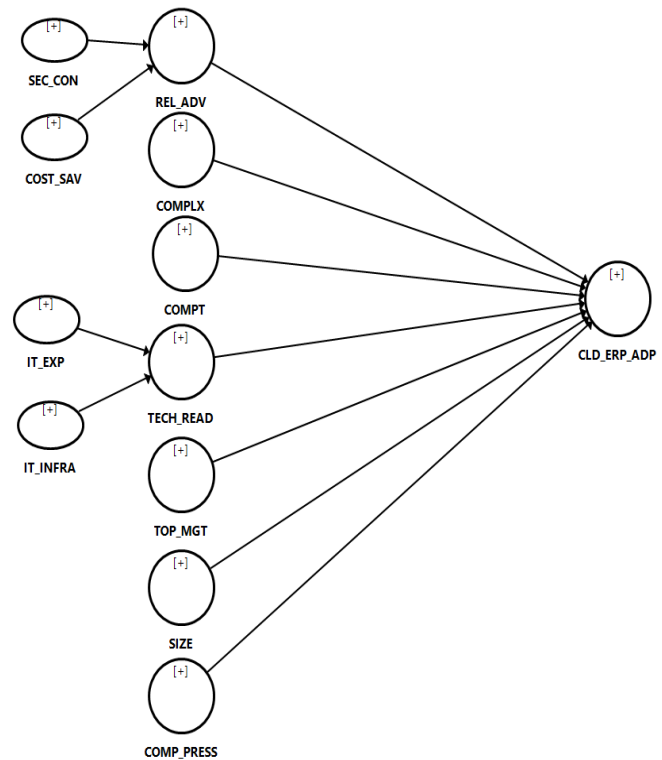 [+]
SEC_CON
[+]
REL_ADV
[+]
COST_SAV
[+]
COMPLX
[+]
COMPT
[+]
CLD_ERP_ADP
[+]
IT_EXP
[+]
TECH_READ
[+]
IT_INFRA
[+]
TOP_MGT
[+]
SIZE
[+]
COMP_PRESS